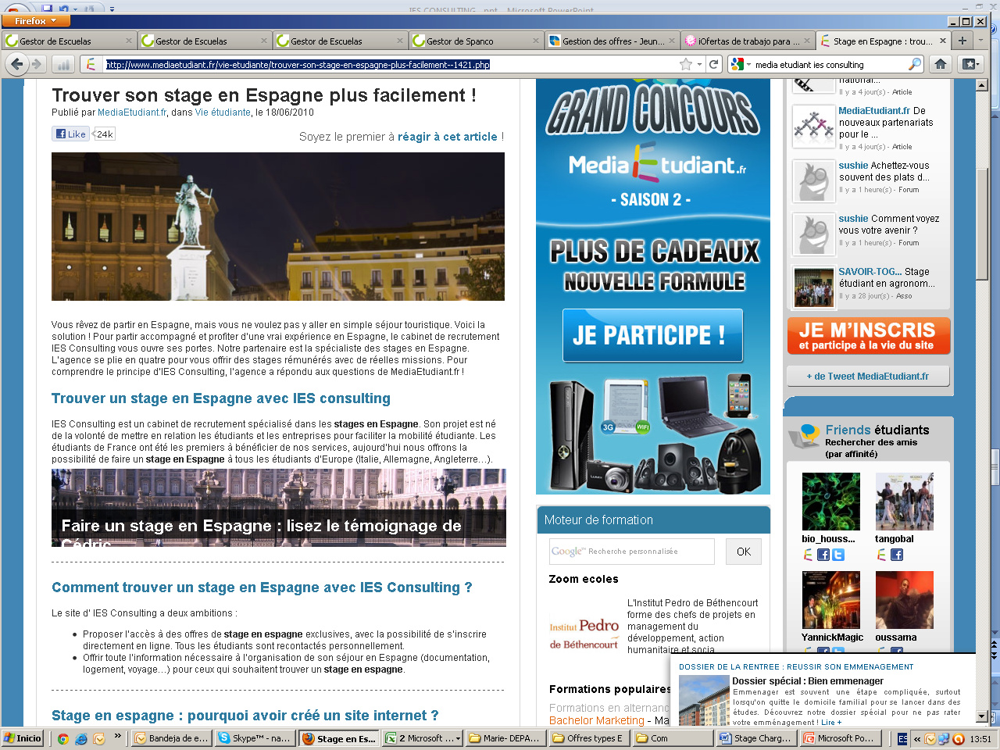 IES CONSULTING...ppt - Microsoft PowerPoint
Firefox
Gestor de Escuelas
Gestor de Escuelas
Gestor de Escuelas
Gestor de Spanco
Gestion des offres - Jeun...
iOfertas de trabajo para ...
Stage en Espagne : trou...
http://www.mediaetudiant.fr/vie-etudiante/trouver-son-stage-en-espagne-plus-facilement--1421.php
media etudiant ies consulting
Trouver son stage en Espagne plus facilement !
Publié par MediaEtudiant.fr, dans Vie étudiante, le 18/06/2010
Like 24k
Soyez le premier à réagir à cet article !
Vous rêvez de partir en Espagne, mais vous ne voulez pas y aller en simple séjour touristique. Voici la
solution ! Pour partir accompagné et profiter d'une vrai expérience en Espagne, le cabinet de recrutement
IES Consulting vous ouvre ses portes. Notre partenaire est la spécialiste des stages en Espagne.
L'agence se plie en quatre pour vous offrir des stages rémunérés avec de réelles missions. Pour
comprendre le principe d'IES Consulting, l'agence a répondu aux questions de MediaEtudiant.fr !
Trouver un stage en Espagne avec IES consulting
IES Consulting est un cabinet de recrutement spécialisé dans les stages en Espagne. Son projet est né
de la volonté de mettre en relation les étudiants et les entreprises pour faciliter la mobilité étudiante. Les
étudiants de France ont été les premiers à bénéficier de nos services, aujourd'hui nous offrons la
possibilité de faire un stage en Espagne à tous les étudiants d'Europe (Italie, Allemagne, Angleterre...).
Faire un stage en Espagne : lisez le témoignage de
Cédric
Comment trouver un stage en Espagne avec IES Consulting ?
Le site d' IES Consulting a deux ambitions :
Proposer l'accès à des offres de stage en espagne exclusives, avec la possibilité de s'inscrire
directement en ligne. Tous les étudiants sont recontactés personnellement.
Offrir toute l'information nécessaire à l'organisation de son séjour en Espagne (documentation,
logement, voyage...) pour ceux qui souhaitent trouver un stage en espagne.
Stage en espagne : pourquoi avoir créé un site internet ?
GRAND CONCOURS
MediaEtudiant.fr
- SAISON 2 -
PLUS DE CADEAUX
NOUVELLE FORMULE
JE PARTICIPE !
3G
WIFI
LUMIX
Moteur de formation
Google™ Recherche personnalisée
OK
Zoom ecoles
Institut Pedro
de Béthencourt
L'Institut Pedro de Béthencourt
forme des chefs de projets en
management du
développement, action
humanitaire et socia
Formations populaires
Formations en alternanc
Bachelor Marketing - Ma
national...
Il y a 4 jour(s) - Article
MediaEtudiant.fr De
nouveaux partenariats
pour le ...
Il y a 4 jour(s) - Article
sushie Achettez-vous
souvent des plats d...
Il y a 1 heure(s) - Forum
sushie Comment voyez
vous votre avenir ?
Il y a 1 heure(s) - Forum
SAVOIR-TOG... Stage
étudiant en agronom...
Il y a 28 jour(s) - Asso
JE M'INSCRIS
et participe à la vie du site
+ de Tweet MediaEtudiant.fr
Friends étudiants
Rechercher des amis
(par affinité)
bio_houss...
tangobal
YannickMagic
oussama
DOSSIER DE LA RENTREE : REUSSIR SON EMMENAGEMENT
Dossier spécial : Bien emmenager
Emmenager est souvent une étape compliquée, surtout
lorsqu'on quitte le domicile familial pour se lancer dans des
études. Découvrez notre dossier spécial pour ne pas rater
votre emménagement ! Lire +
Inicio
Bandeja de e...
Skype™ - na...
Stage en Es...
2 Microsoft ...
Marie- DEPA...
Offres types E
Com
Stage Charg...
Microsoft Po...
ES
13:51